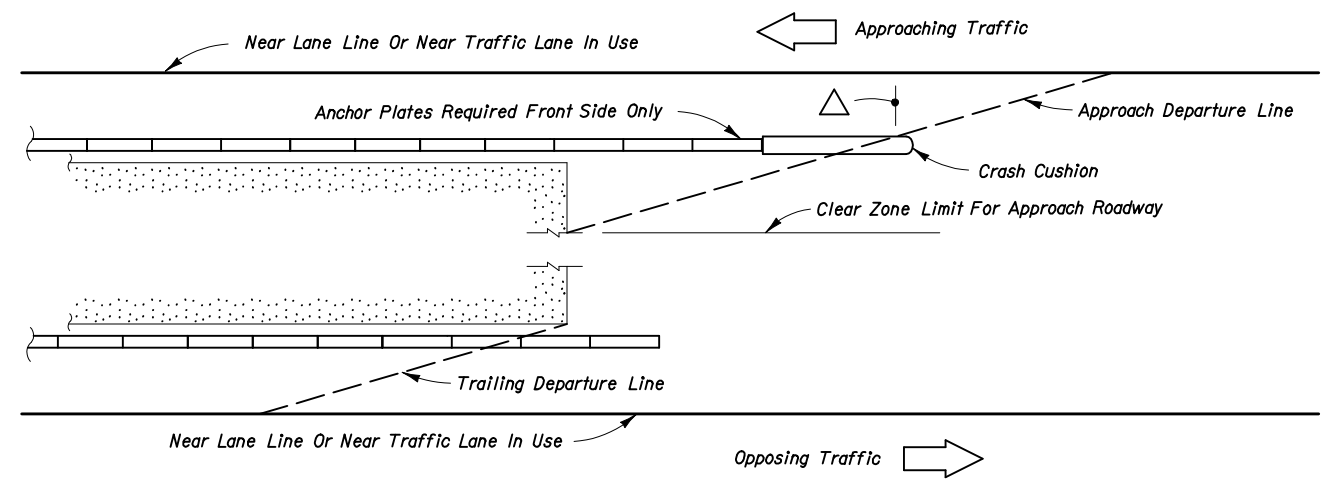 Approaching Traffic
Near Lane Line Or Near Traffic Lane In Use
Anchor Plates Required Front Side Only
Approach Departure Line
Crash Cushion
Clear Zone Limit For Approach Roadway
Trailing Departure Line
Near Lane Line Or Near Traffic Lane In Use
Opposing Traffic